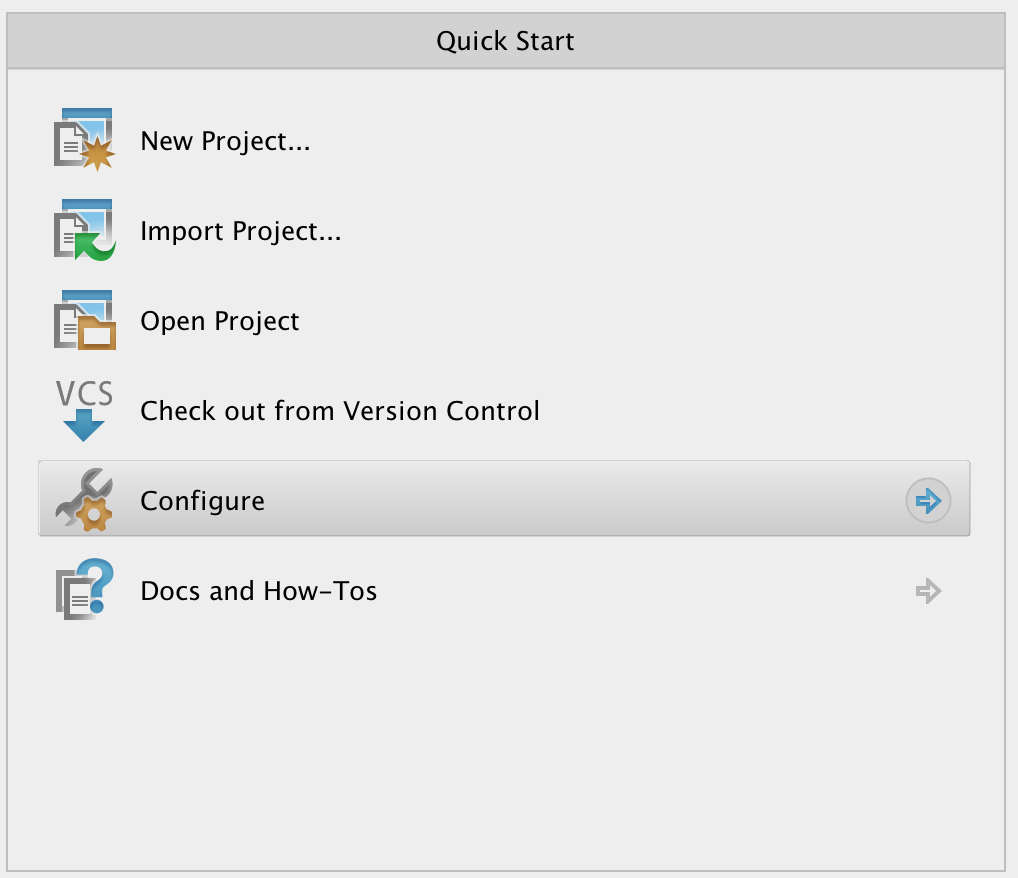 Quick Start
New Project...
Import Project...
Open Project
VCS
Check out from Version Control
Configure
Docs and How-Tos